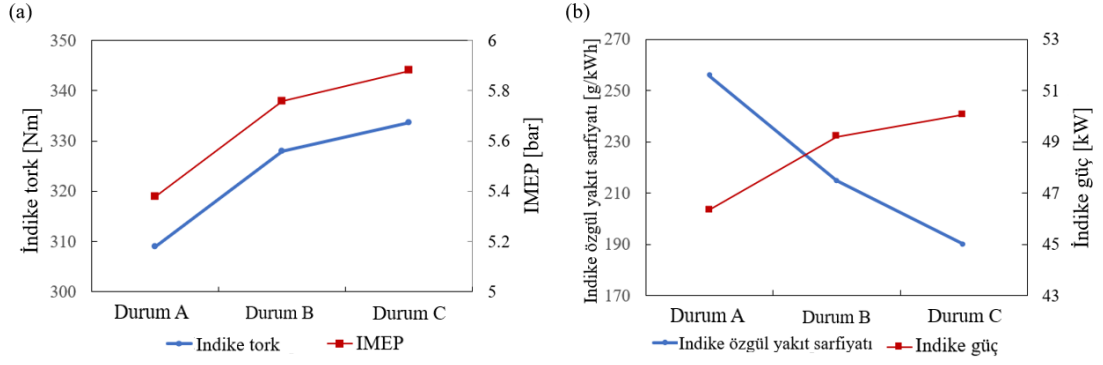 (a)
İndike tork [Nm]
350
340
330
320
310
300
6
5.8
5.6
5.4
5.2
5
IMEP [bar]
Durum A
Durum B
Durum C
Indike tork
IMEP
(b)
Indike özgül yakıt sarfiyatı [g/kWh]
270
250
230
210
190
170
53
51
49
47
45
43
İndike güç [kW]
Durum A
Durum B
Durum C
Indike özgül yakıt sarfiyatı
Indike güç